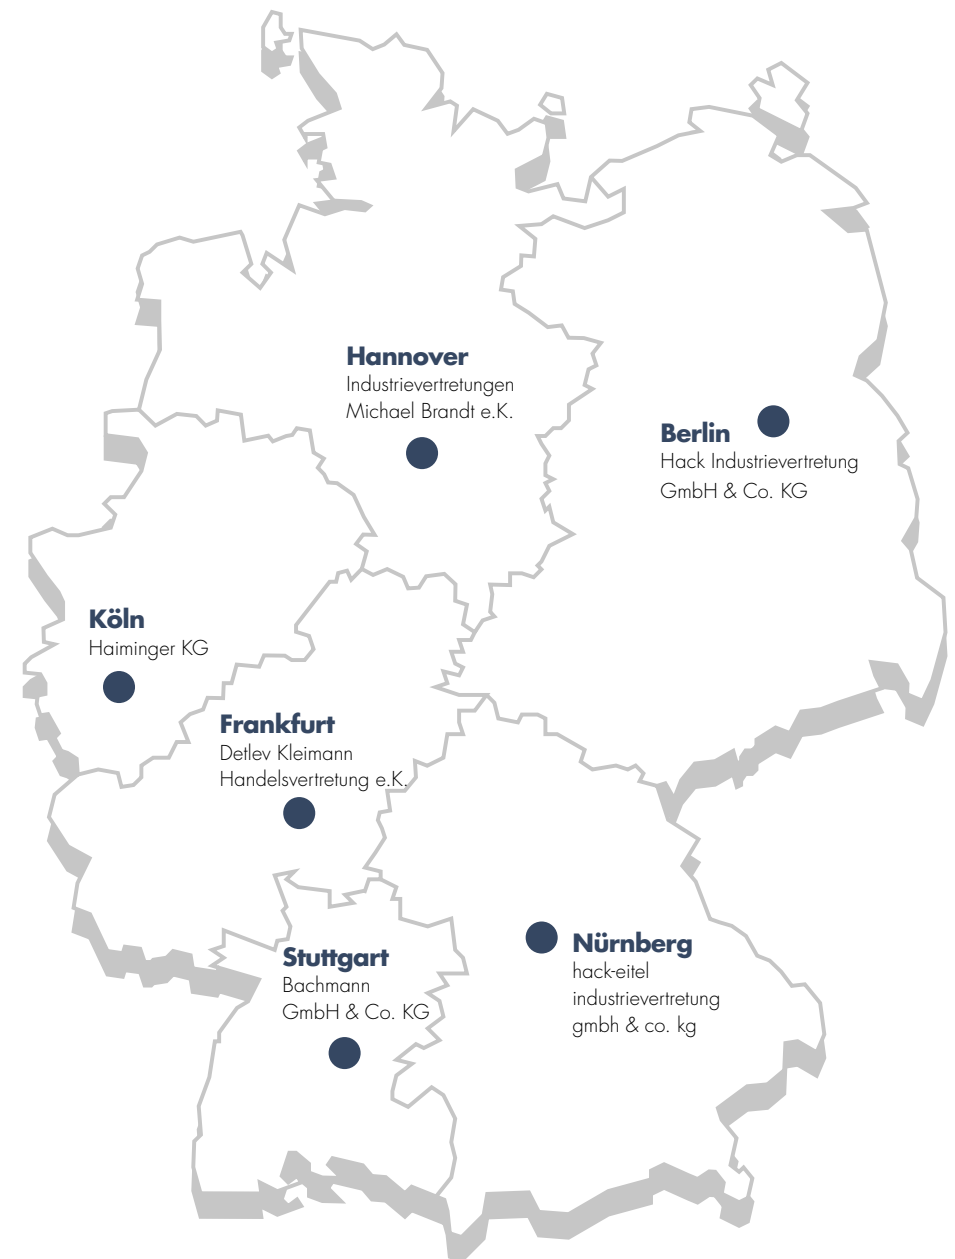 Hannover
Industrievertretungen
Michael Brandt e.K.
Berlin
Hack Industrievertretung
GmbH & Co. KG
Köln
Haiminger KG
Frankfurt
Detlev Kleimann
Handelsvertretung e.K.
Stuttgart
Bachmann
GmbH & Co. KG
Nürnberg
hack-eitel
industrievertretung
gmbh & co. kg